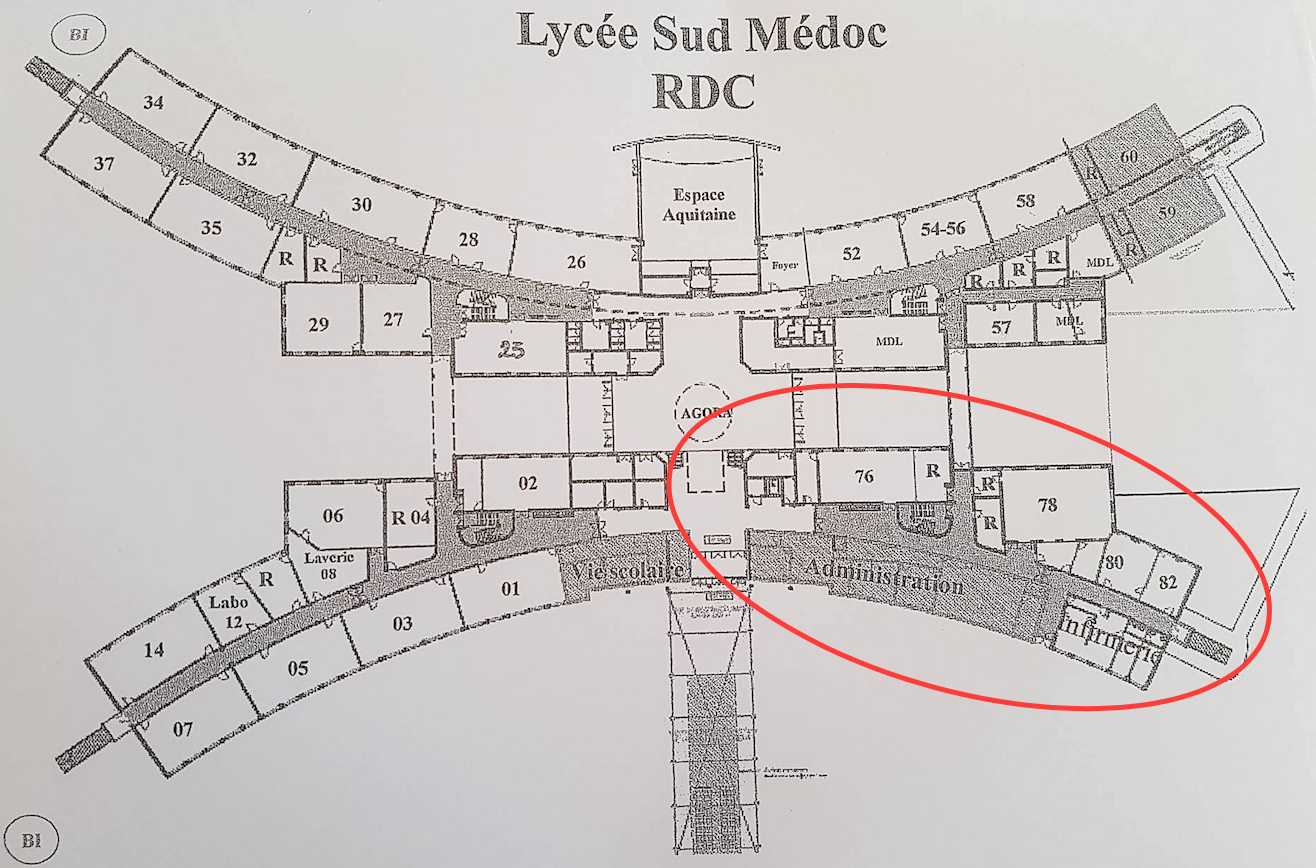 BI
Lycée Sud Médoc
RDC
34
37
32
35
30
R
R
28
26
Espace
Aquitaine
Foyer
52
54-56
58
R
60
59
R
MDL
R
R
R
29
27
25
MDL
57
MDL
AGORA
06
R 04
02
76
R
R
78
R
Laverie
08
R
Labo
12
14
01
03
05
07
Vie scolaire
Administration
80
82
Infirmerie
BI